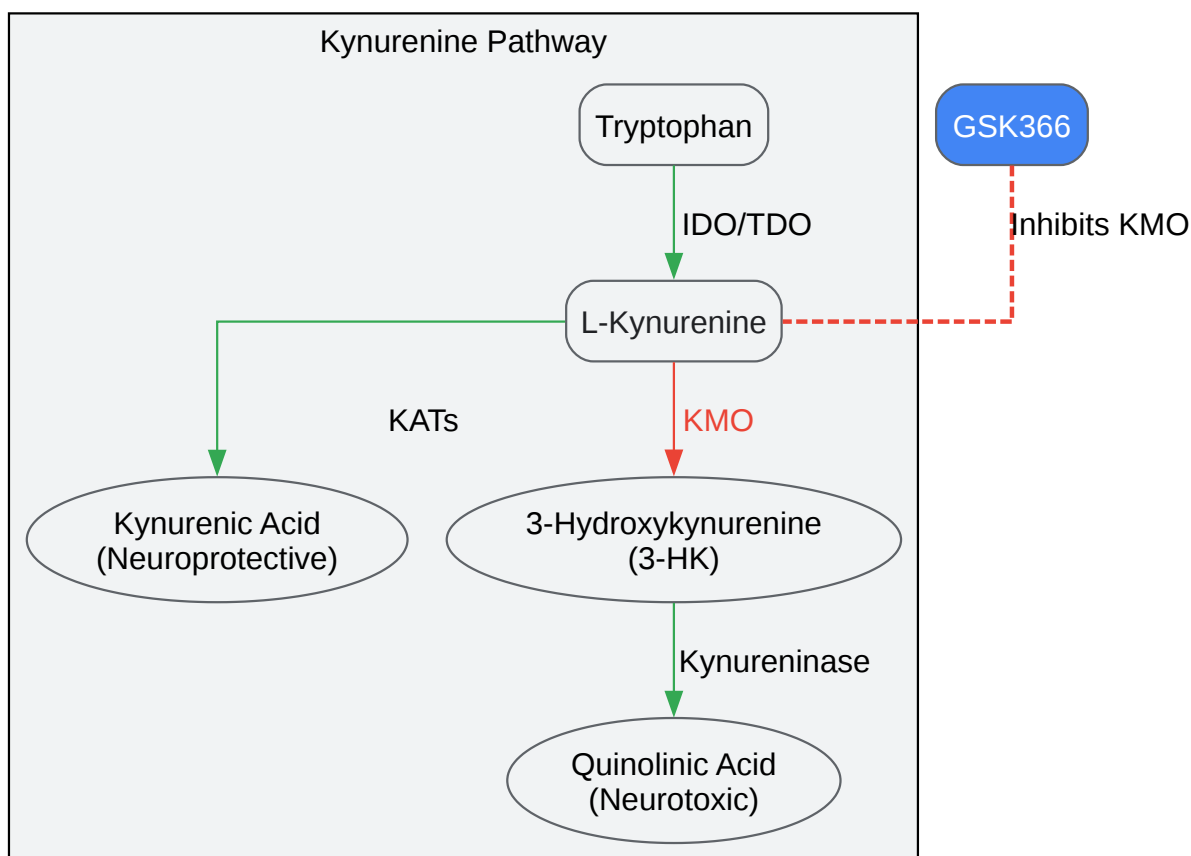 Kynurenine Pathway
Tryptophan
GSK366
IDO/TDO
Inhibits KMO
L-Kynurenine
KATs
KMO
Kynurenic Acid
(Neuroprotective)
3-Hydroxykynurenine
(3-HK)
Kynureninase
Quinolinic Acid
(Neurotoxic)